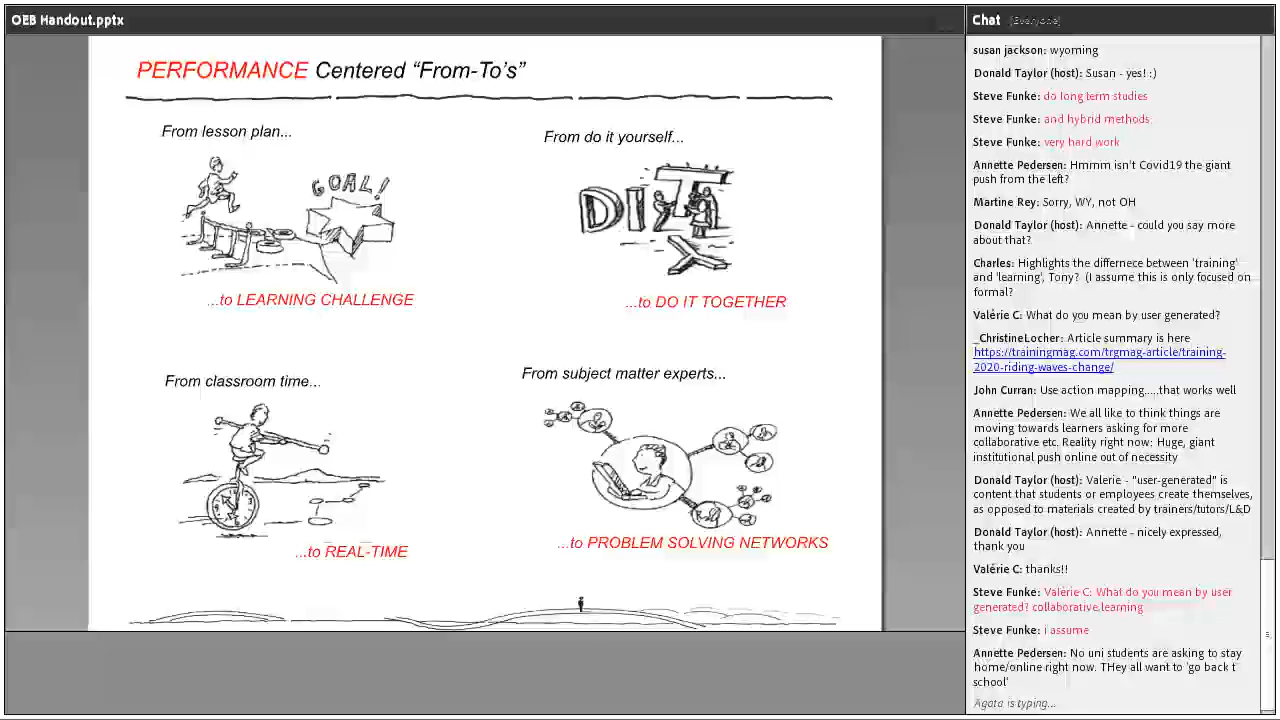 OEB Handout.pptx
PERFORMANCE Centered “From-To’s”
From lesson plan...
GOAL!
...to LEARNING CHALLENGE
From do it yourself...
DIT
...to DO IT TOGETHER
From classroom time...
...to REAL-TIME
From subject matter experts...
...to PROBLEM SOLVING NETWORKS
Chat (Everyone)
susan jackson: wyoming
Donald Taylor (host): Susan - yes! :)
Steve Funke: do long term studies
Steve Funke: and hybrid methods
Steve Funke: very hard work
Annette Pedersen: Hmmm isn't Covid19 the giant
push from the left?
Martine Rey: Sorry, WY, not OH
Donald Taylor (host): Annette - could you say more
about that?
Charles: Highlights the differnece between 'training'
and 'learning', Tony? (I assume this is only focused on
formal?
Valérie C: What do you mean by user generated?
_ChristineLocher: Article summary is here
https://trainingmag.com/trgmag-article/training-
2020-riding-waves-change/
John Curran: Use action mapping.....that works well
Annette Pedersen: We all like to think things are
moving towards learners asking for more
collaborative etc. Reality right now: Huge, giant
institutional push online out of necessity
Donald Taylor (host): Valerie - "user-generated" is
content that students or employees create themselves,
as opposed to materials created by trainers/tutors/L&D
Donald Taylor (host): Annette - nicely expressed,
thank you
Valérie C: thanks!!
Steve Funke: Valérie C: What do you mean by user
generated? collaborative learning
Steve Funke: i assume
Annette Pedersen: No uni students are asking to stay
home/online right now. THey all want to 'go back t
school'
Agata is typing...